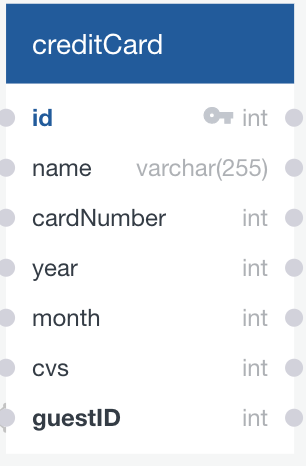 creditCard
id int
name varchar(255)
cardNumber int
year int
month int
cvs int
guestID int